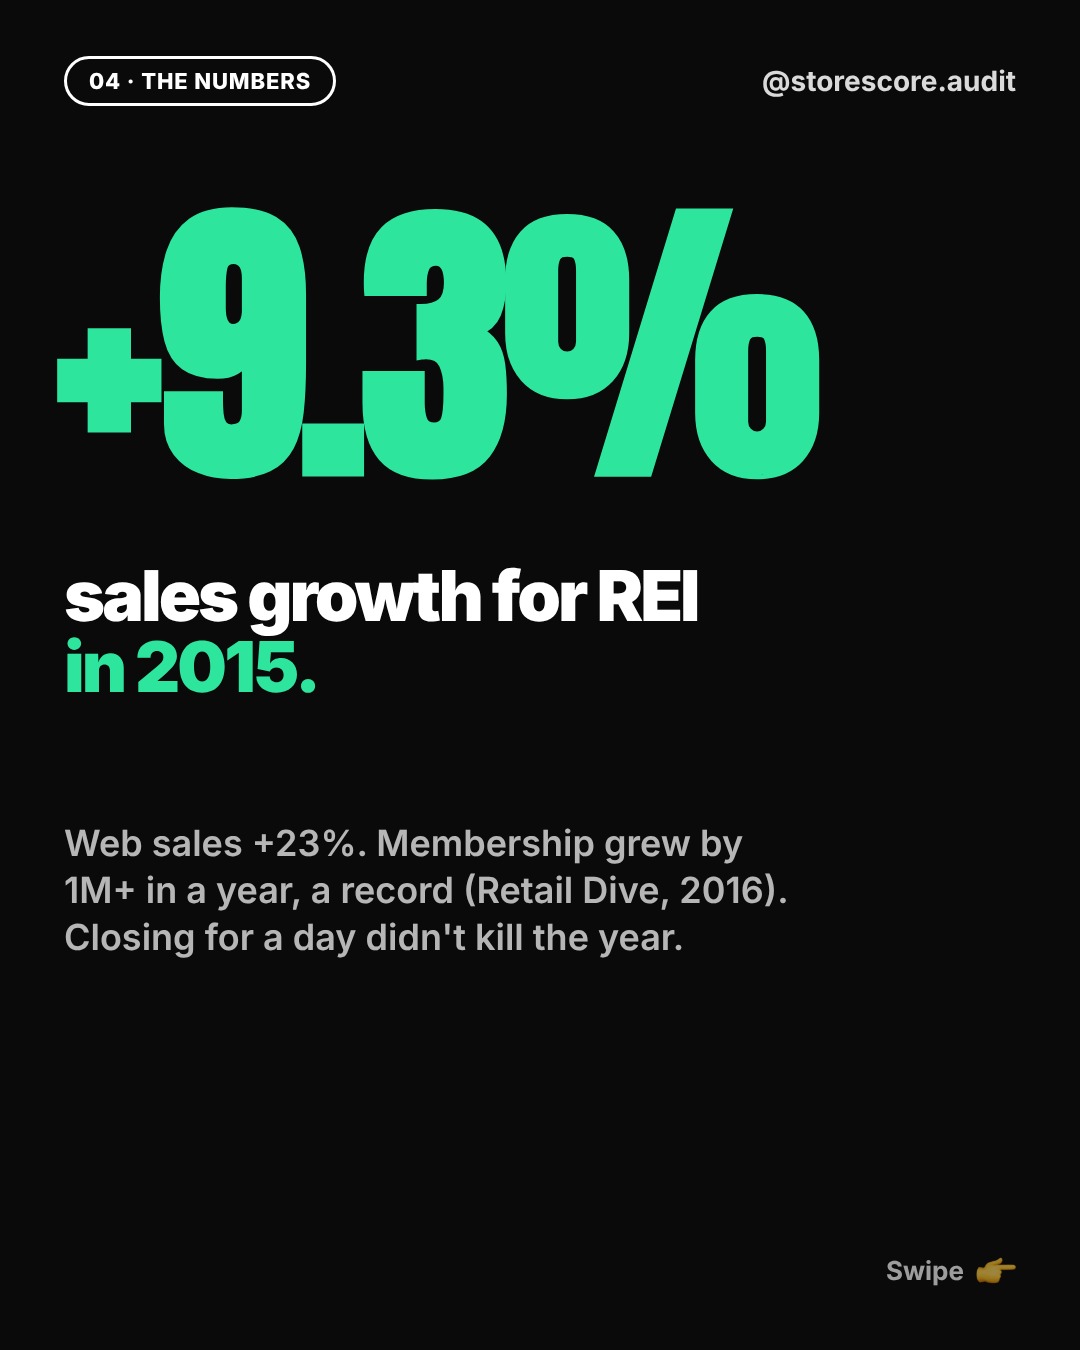 04 · THE NUMBERS
@storescore.audit
+9.3%
sales growth for REI
in 2015.
Web sales +23%. Membership grew by
1M+ in a year, a record (Retail Dive, 2016).
Closing for a day didn't kill the year.
Swipe 👉